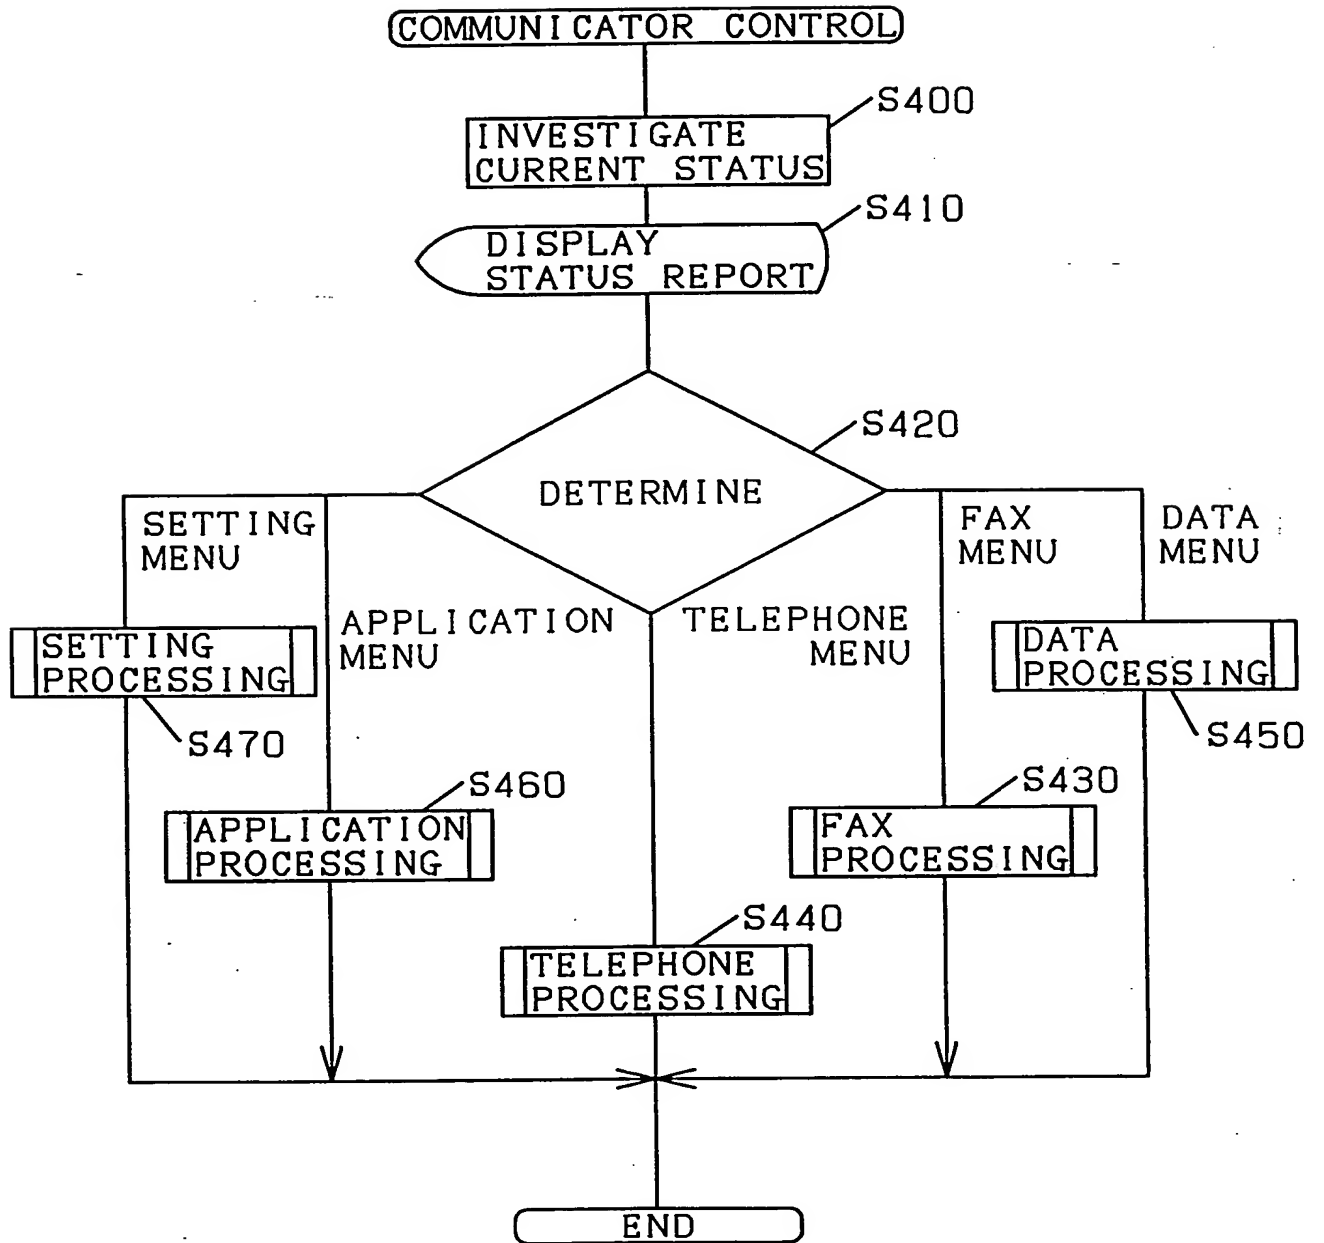 COMMUNICATOR CONTROL
S400
INVESTIGATE
CURRENT STATUS
S410
DISPLAY
STATUS REPORT
S420
DETERMINE
SETTING
MENU
APPLICATION
MENU
TELEPHONE
MENU
FAX
MENU
DATA
MENU
SETTING
PROCESSING
S470
DATA
PROCESSING
S450
S460
APPLICATION
PROCESSING
S430
FAX
PROCESSING
S440
TELEPHONE
PROCESSING
END